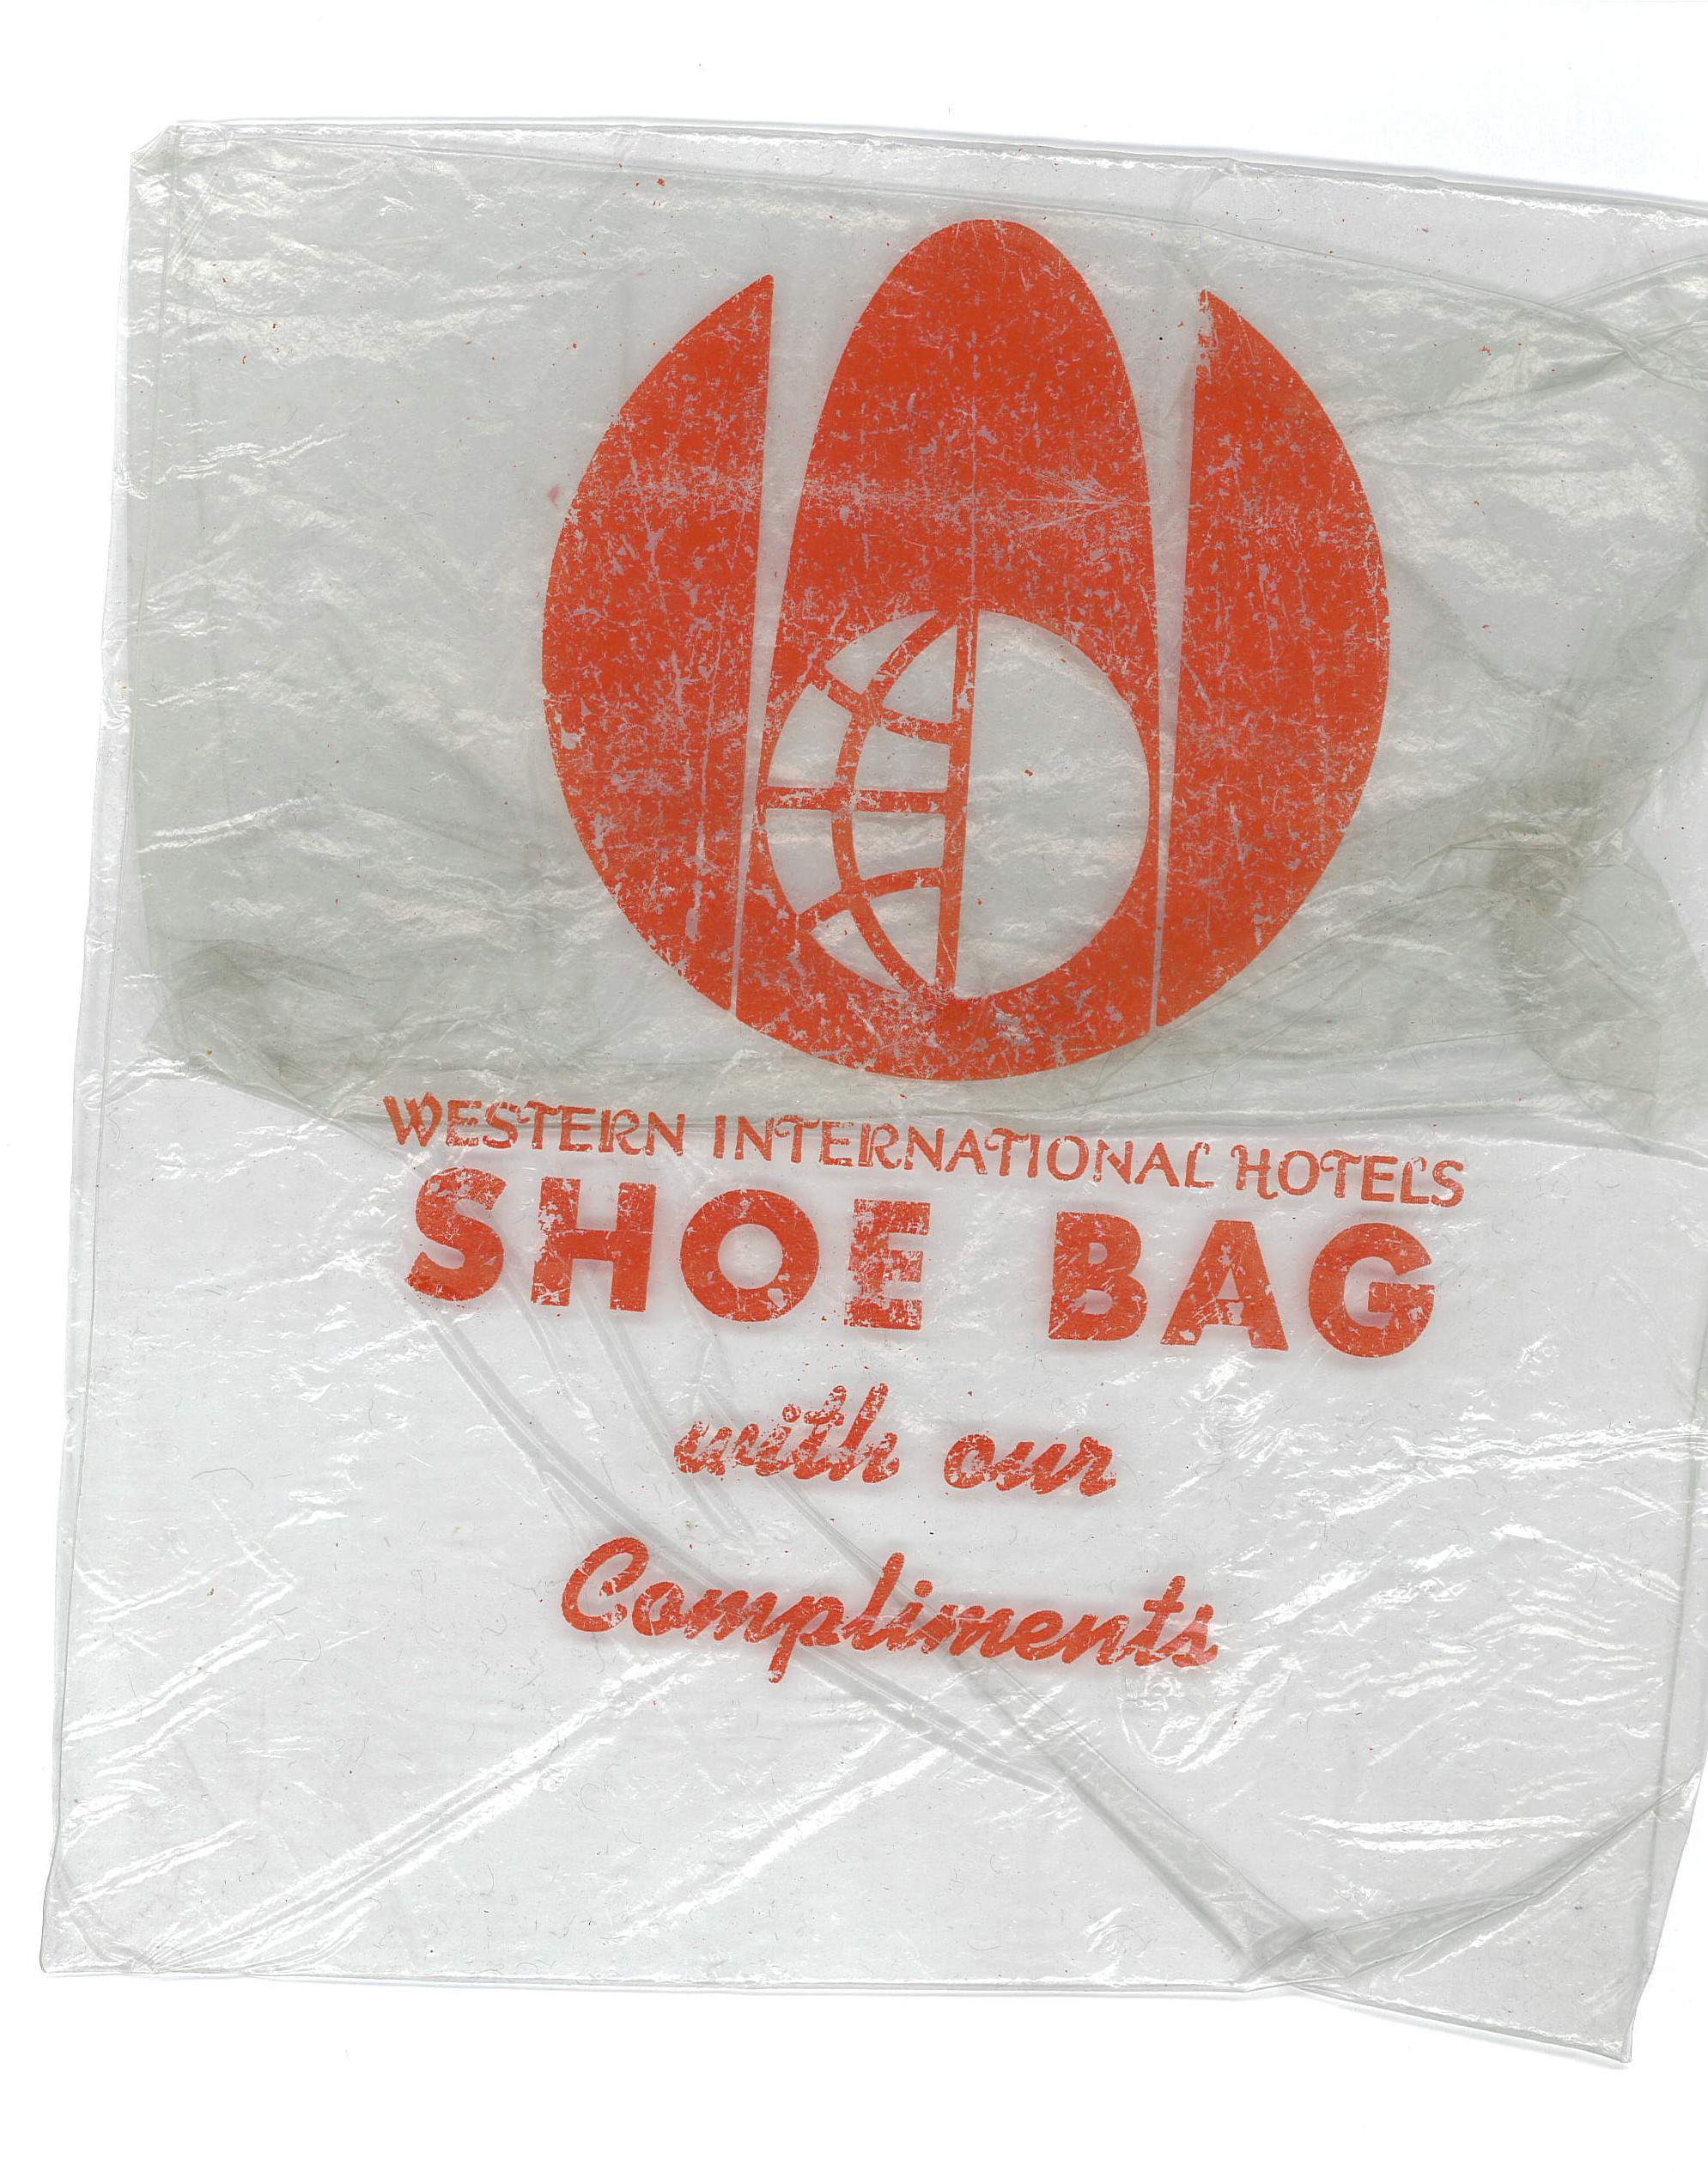 WESTERN INTERNATIONAL HOTELS
SHOE BAG
with our
Compliments